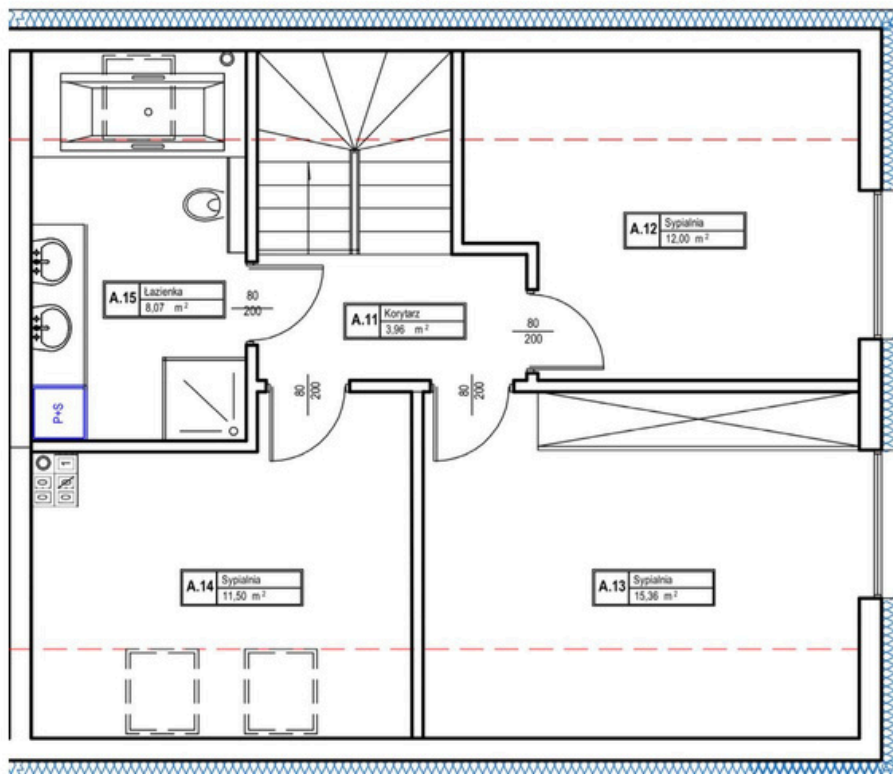 A.12 Sypialnia
12,00 m²
A.15 Łazienka
8,07 m²
80
200
A.11 Korytarz
3,96 m²
80
200
80
200
80
200
P+S
1
A.14 Sypialnia
11,50 m²
A.13 Sypialnia
15,36 m²